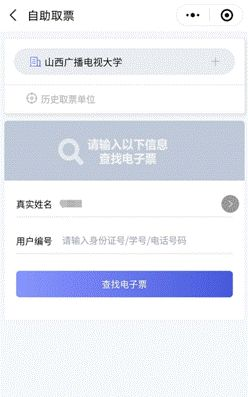 自助取票
山西广播电视大学
历史取票单位
请输入以下信息
查找电子票
真实姓名
用户编号 请输入身份证号/学号/电话号码
查找电子票